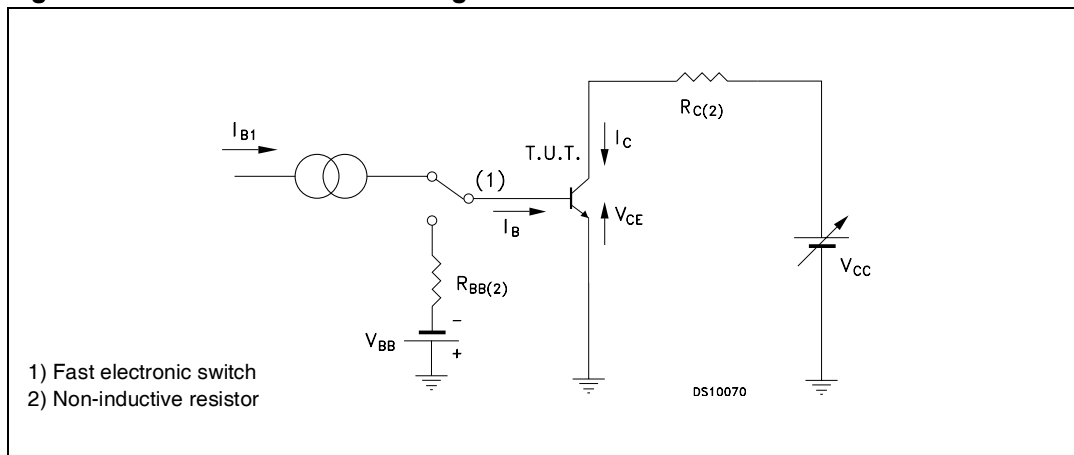 I_B1
R_C(2)
I_C
T.U.T.
(1)
I_B
V_CE
V_CC
R_BB(2)
V_BB
−
+
1) Fast electronic switch
2) Non-inductive resistor
DS10070